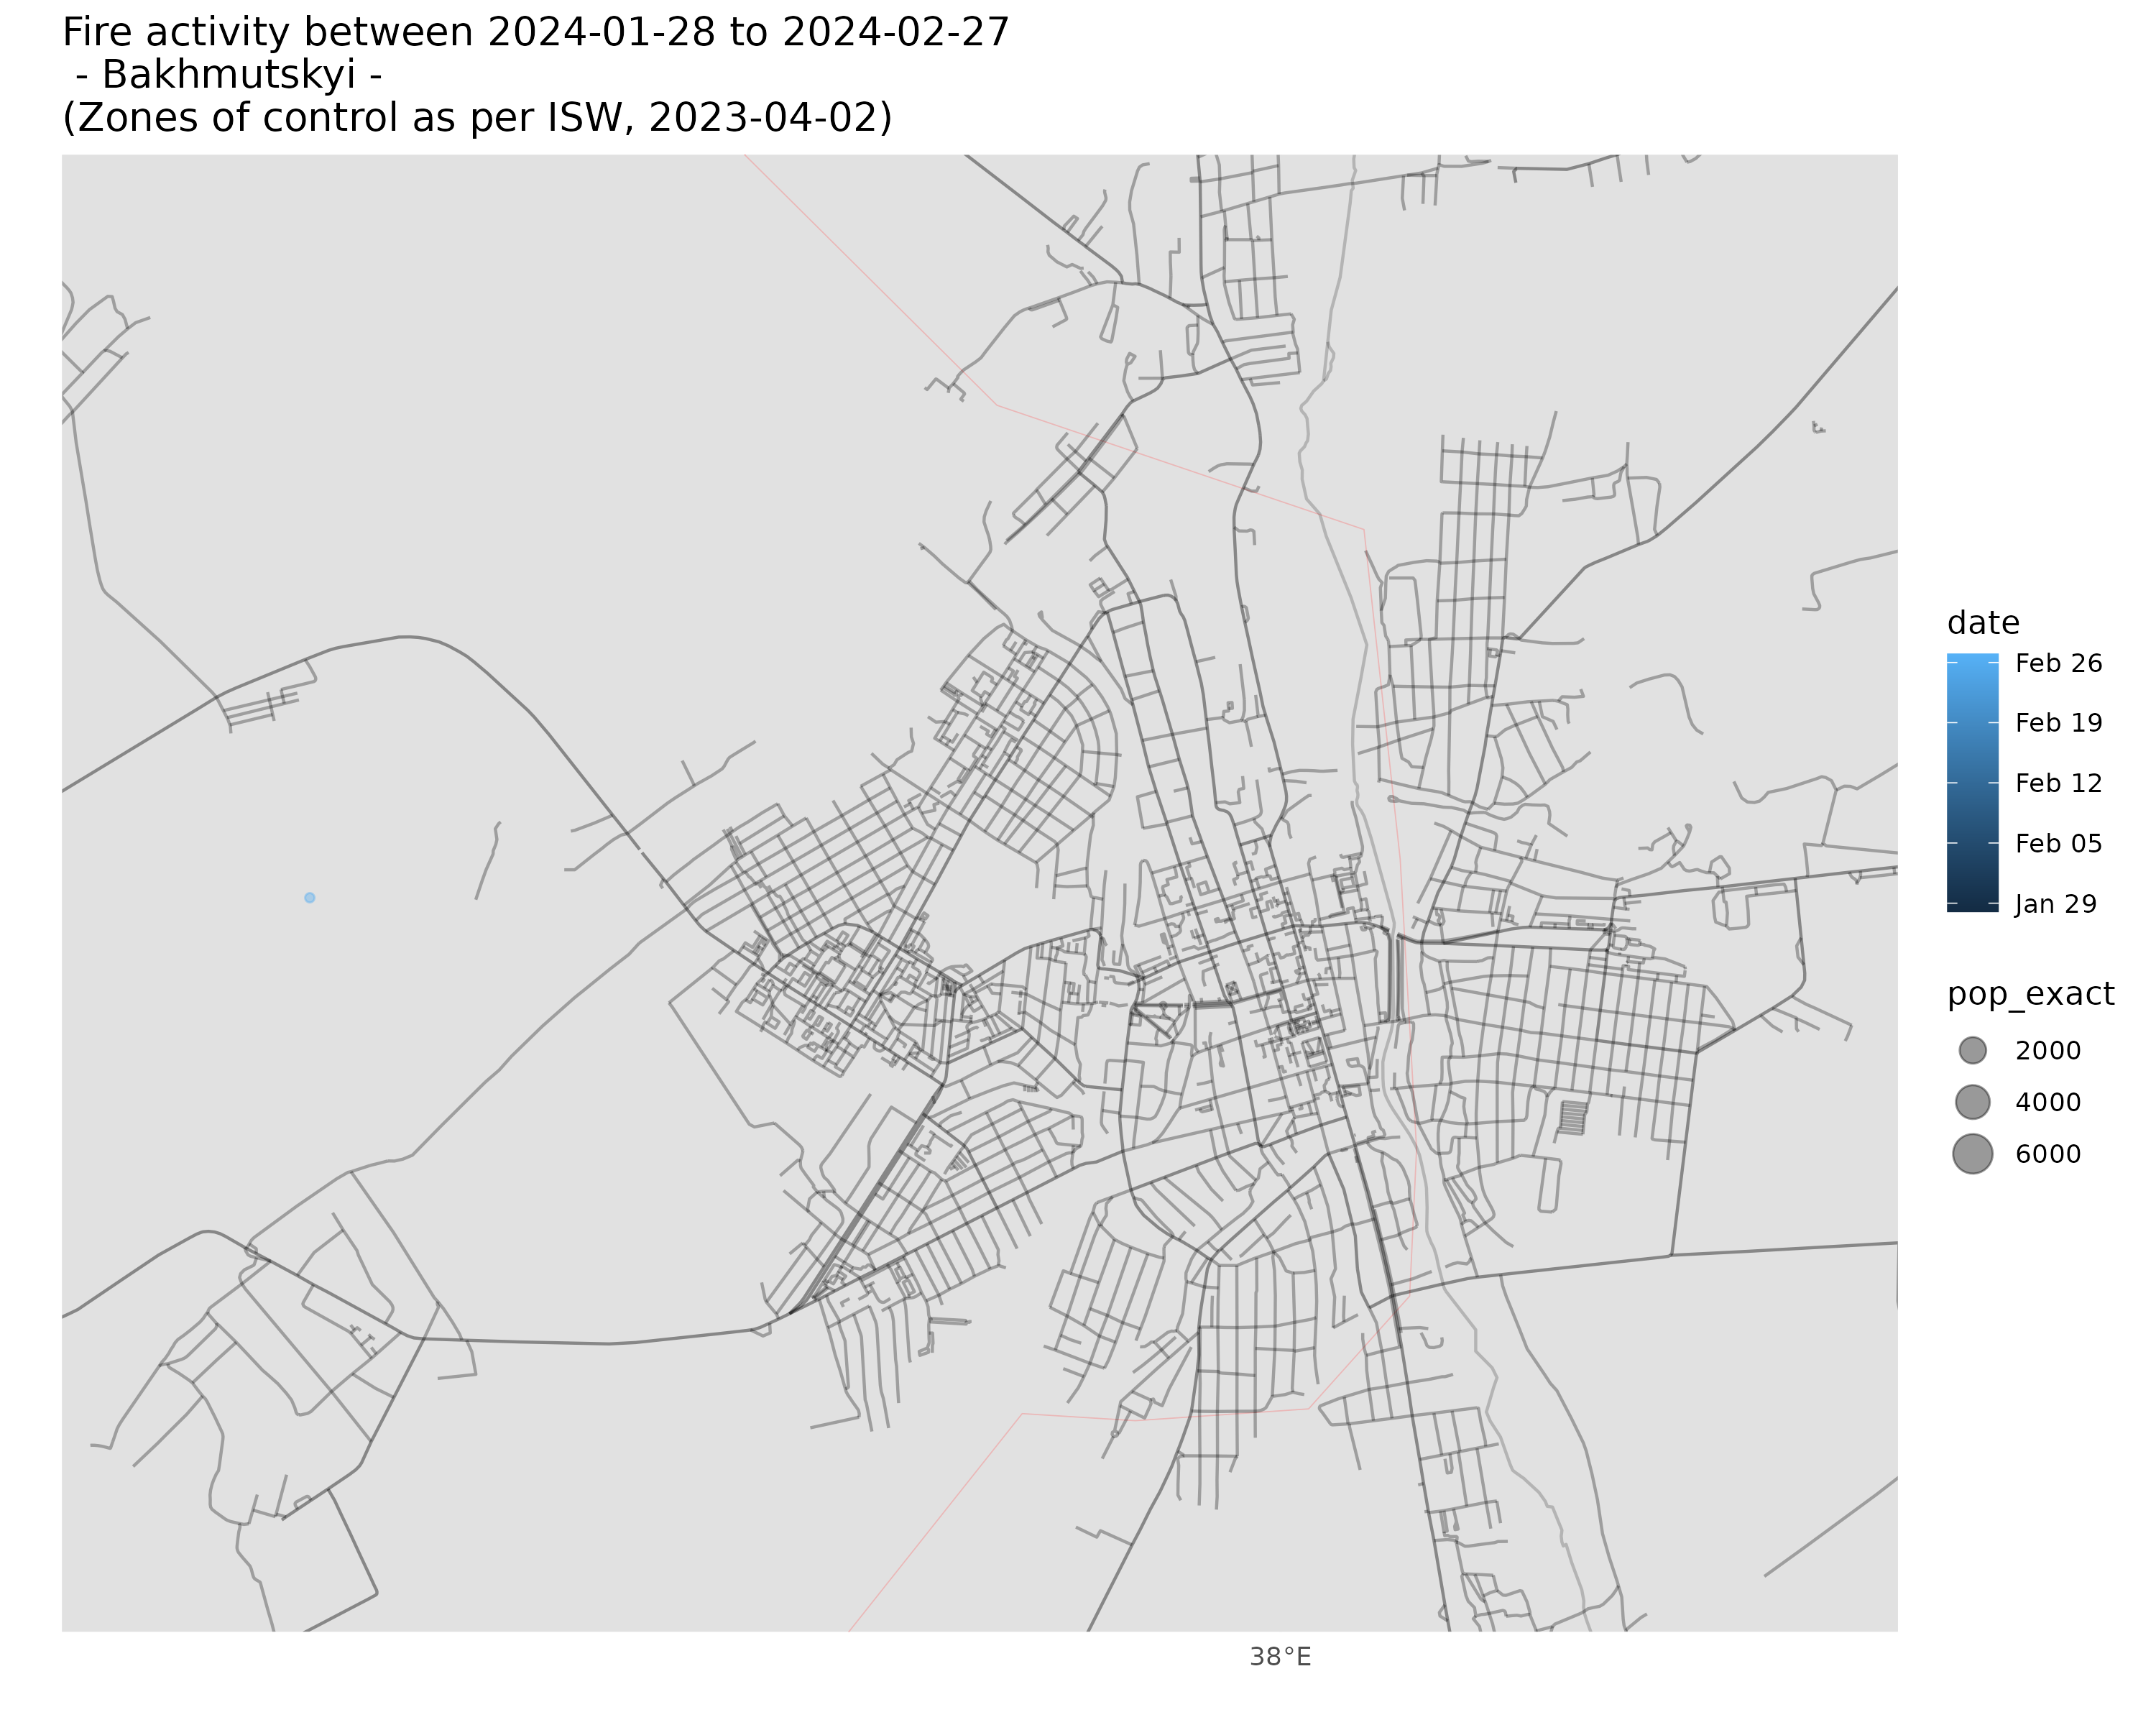 Fire activity between 2024-01-28 to 2024-02-27
- Bakhmutskyi -
(Zones of control as per ISW, 2023-04-02)
date
Feb 26
Feb 19
Feb 12
Feb 05
Jan 29
pop_exact
2000
4000
6000
38°E